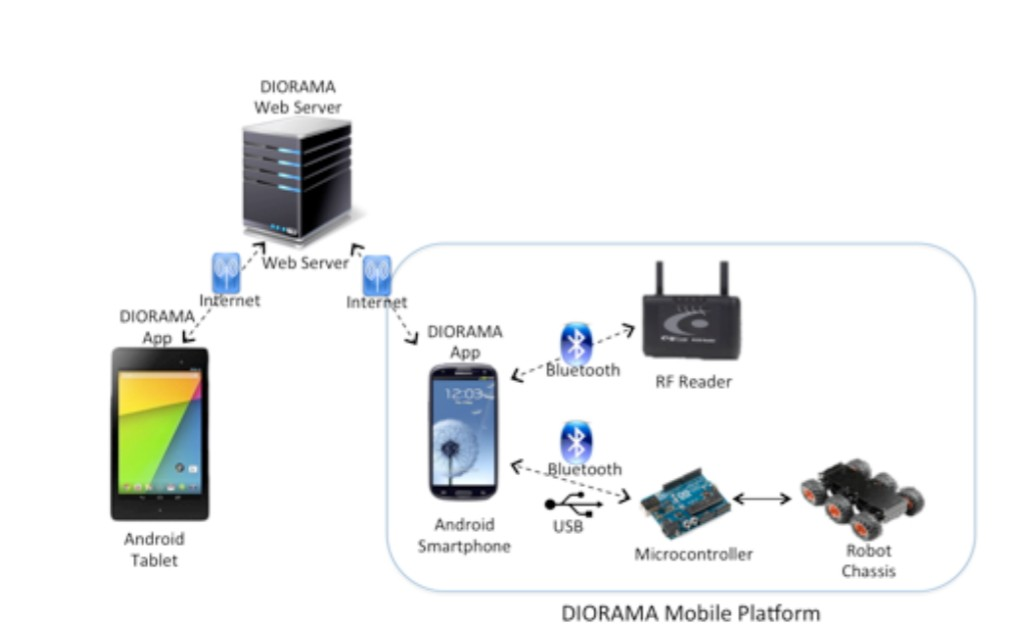 DIORAMA
Web Server
Web Server
Internet
Internet
DIORAMA
App
Android
Tablet
DIORAMA
App
12:03
Android
Smartphone
Bluetooth
RF Reader
Bluetooth
USB
Microcontroller
Robot
Chassis
DIORAMA Mobile Platform